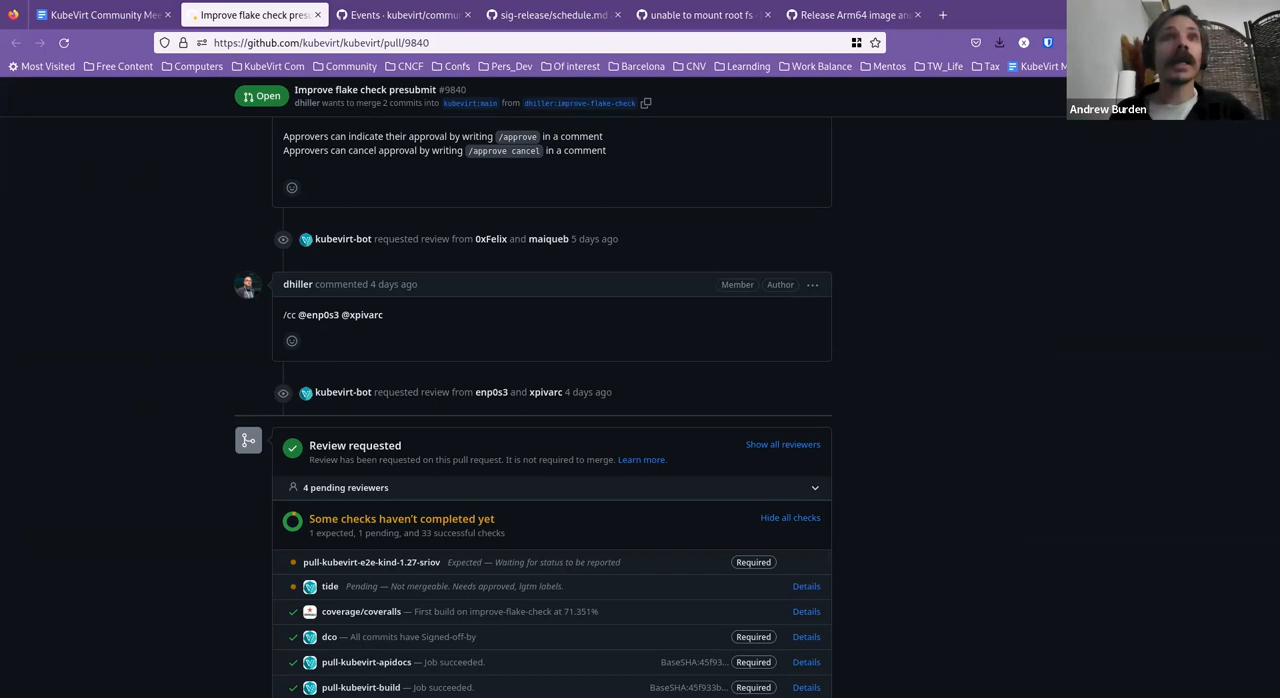 KubeVirt Community Mee
Improve flake check presu
Events · kubevirt/commu
sig-release/schedule.md
unable to mount root fs
Release Arm64 image an
https://github.com/kubevirt/kubevirt/pull/9840
Most Visited
Free Content
Computers
KubeVirt Com
Community
CNCF
Confs
Pers_Dev
Of interest
Barcelona
CNV
Learnding
Work Balance
Mentos
TW_Life
Tax
KubeVirt M
Andrew Burden
Open
Improve flake check presubmit #9840
dhiller wants to merge 2 commits into kubevirt:main from dhiller:improve-flake-check
Approvers can indicate their approval by writing /approve in a comment
Approvers can cancel approval by writing /approve cancel in a comment
kubevirt-bot requested review from 0xFelix and maiqueb 5 days ago
dhiller commented 4 days ago
Member
Author
/cc @enp0s3 @xpivarc
kubevirt-bot requested review from enp0s3 and xpivarc 4 days ago
Review requested
Show all reviewers
Review has been requested on this pull request. It is not required to merge. Learn more.
4 pending reviewers
Some checks haven't completed yet
Hide all checks
1 expected, 1 pending, and 33 successful checks
pull-kubevirt-e2e-kind-1.27-sriov Expected — Waiting for status to be reported Required
tide Pending — Not mergeable. Needs approved, lgtm labels. Details
coverage/coveralls — First build on improve-flake-check at 71.351% Details
dco — All commits have Signed-off-by Required Details
pull-kubevirt-apidocs — Job succeeded. BaseSHA:45f93... Required Details
pull-kubevirt-build — Job succeeded. BaseSHA:45f933b... Required Details